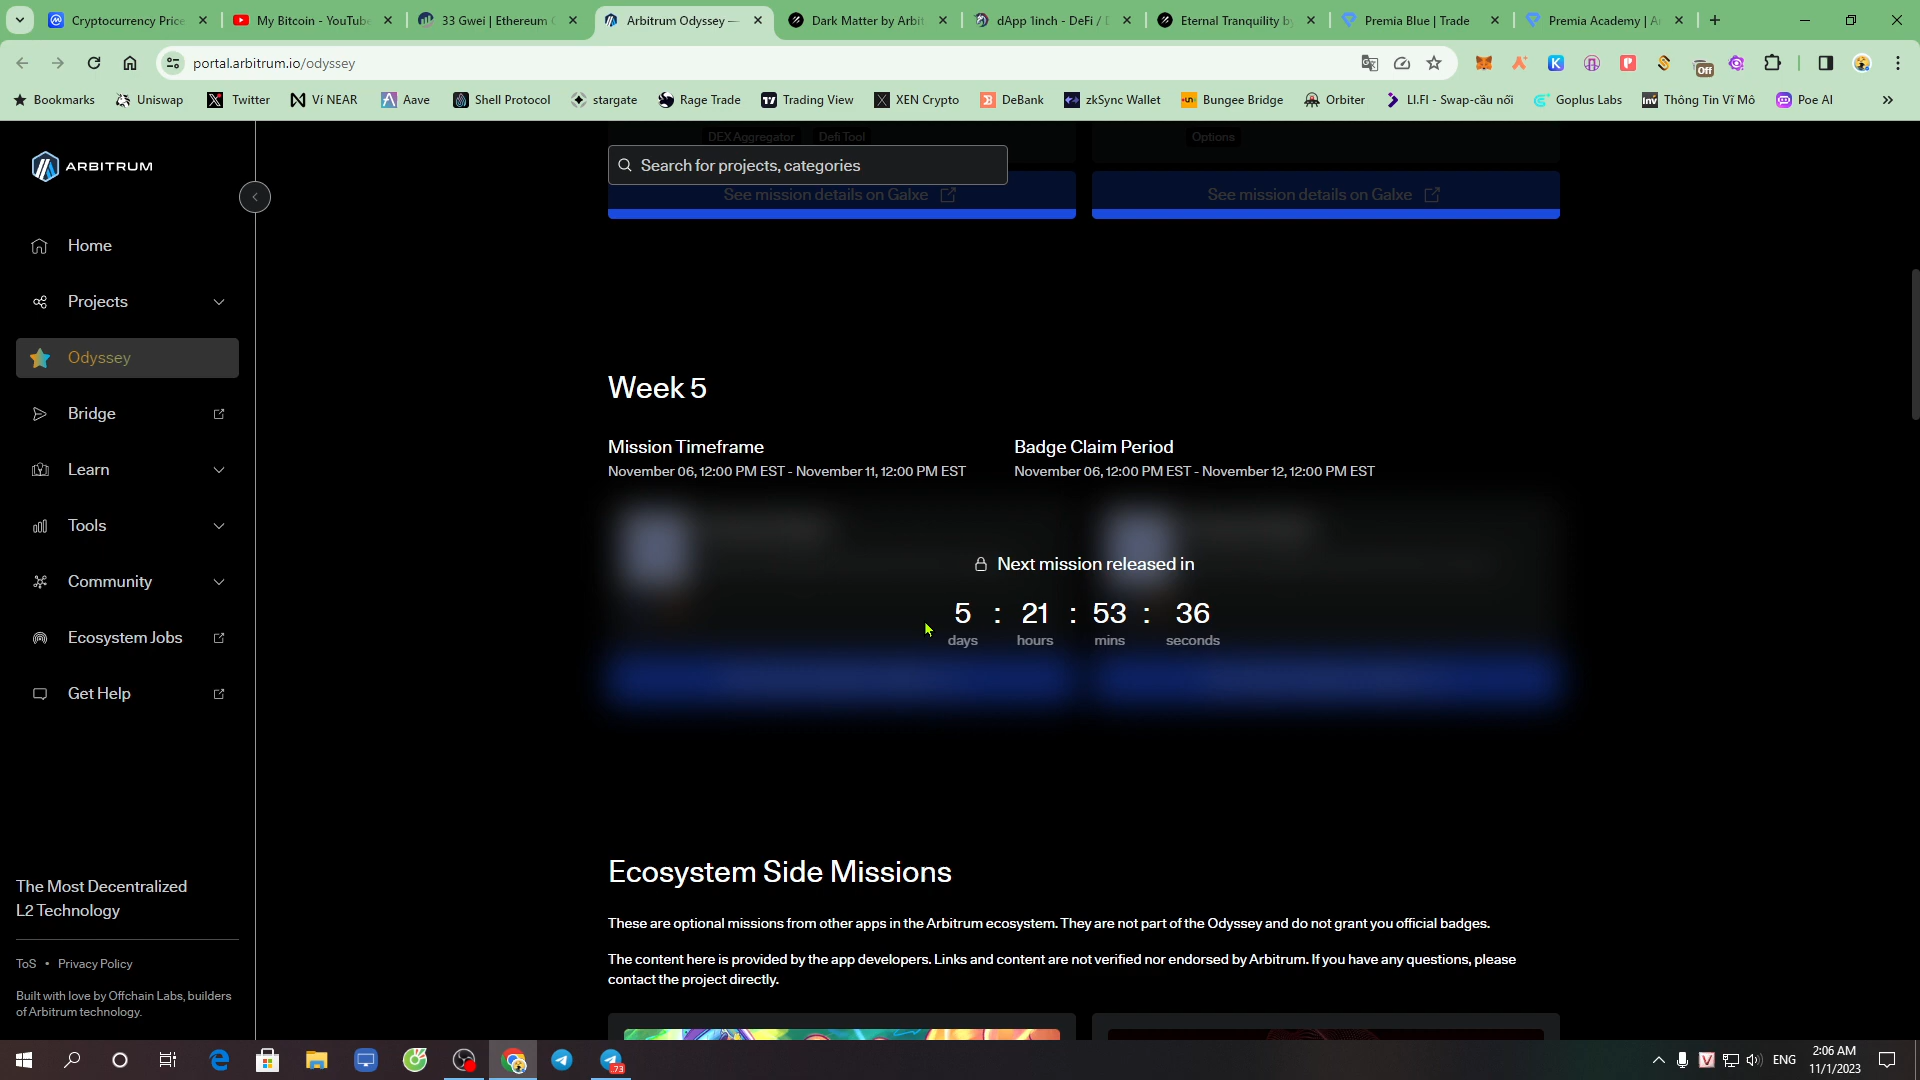 Cryptocurrency Price
My Bitcoin - YouTube
33 Gwei | Ethereum
Arbitrum Odyssey —
Dark Matter by Arbit
dApp 1inch - DeFi /
Eternal Tranquility by
Premia Blue | Trade
Premia Academy | A
portal.arbitrum.io/odyssey
Off
Bookmarks
Uniswap
Twitter
Ví NEAR
Aave
Shell Protocol
stargate
Rage Trade
Trading View
XEN Crypto
DeBank
zkSync Wallet
Bungee Bridge
Orbiter
LI.FI - Swap-cầu nối
Goplus Labs
Inv
Thông Tin Vĩ Mô
Poe AI
ARBITRUM
Home
Projects
Odyssey
Bridge
Learn
Tools
Community
Ecosystem Jobs
Get Help
The Most Decentralized
L2 Technology
ToS • Privacy Policy
Built with love by Offchain Labs, builders
of Arbitrum technology.
DEX Aggregator Defi Tool
Options
Search for projects, categories
See mission details on Galxe
See mission details on Galxe
Week 5
Mission Timeframe
November 06, 12:00 PM EST - November 11, 12:00 PM EST
Badge Claim Period
November 06, 12:00 PM EST - November 12, 12:00 PM EST
Next mission released in
5 : 21 : 53 : 36
days hours mins seconds
Ecosystem Side Missions
These are optional missions from other apps in the Arbitrum ecosystem. They are not part of the Odyssey and do not grant you official badges.
The content here is provided by the app developers. Links and content are not verified nor endorsed by Arbitrum. If you have any questions, please
contact the project directly.
73
ENG
2:06 AM
11/1/2023